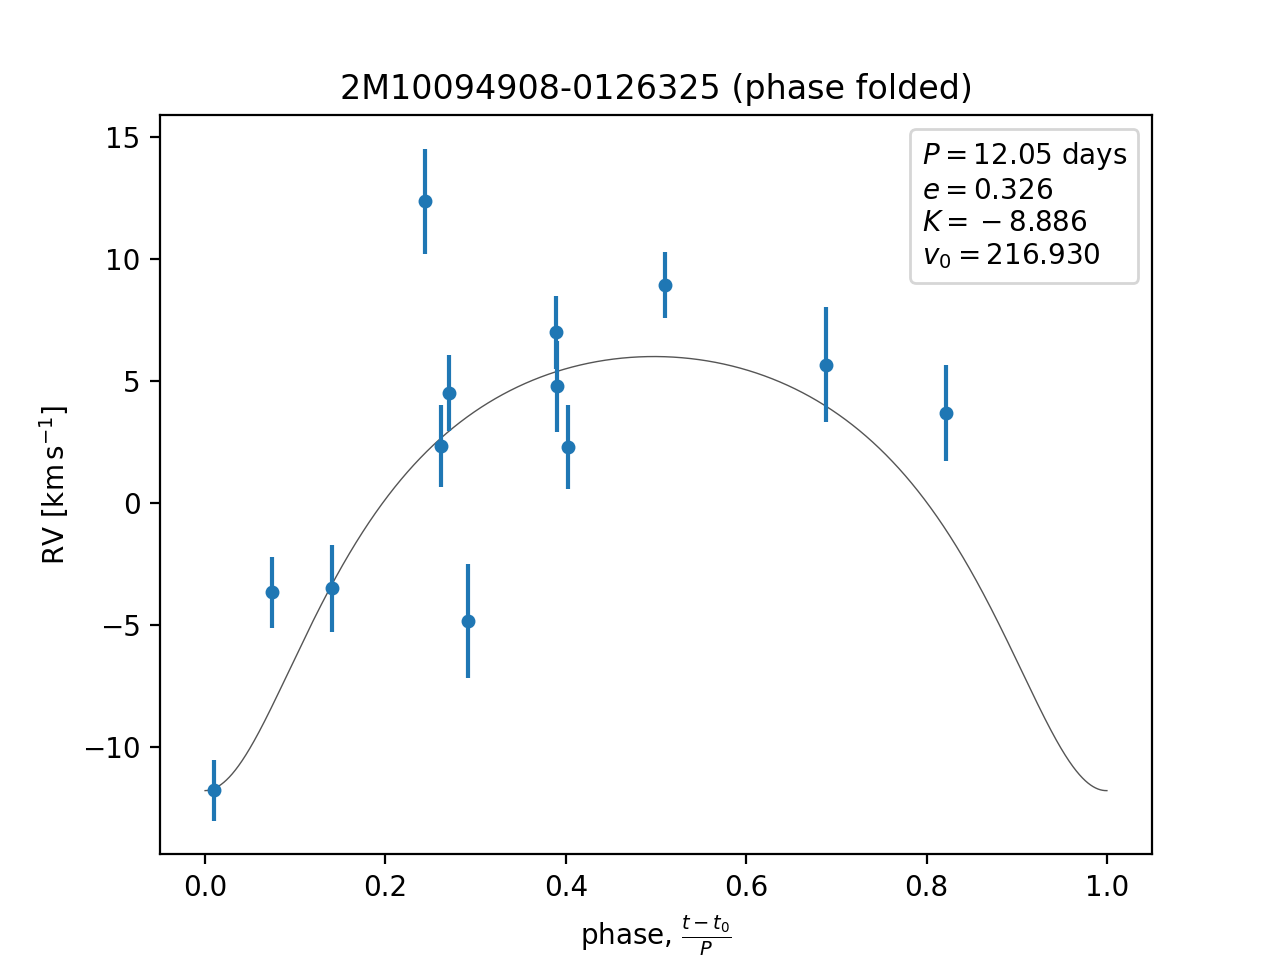 2M10094908-0126325 (phase folded)
P = 12.05 days
e = 0.326
K = −8.886
v₀ = 216.930
15
10
5
0
−5
−10
RV [km s⁻¹]
0.0 0.2 0.4 0.6 0.8 1.0
phase, (t − t₀)/P